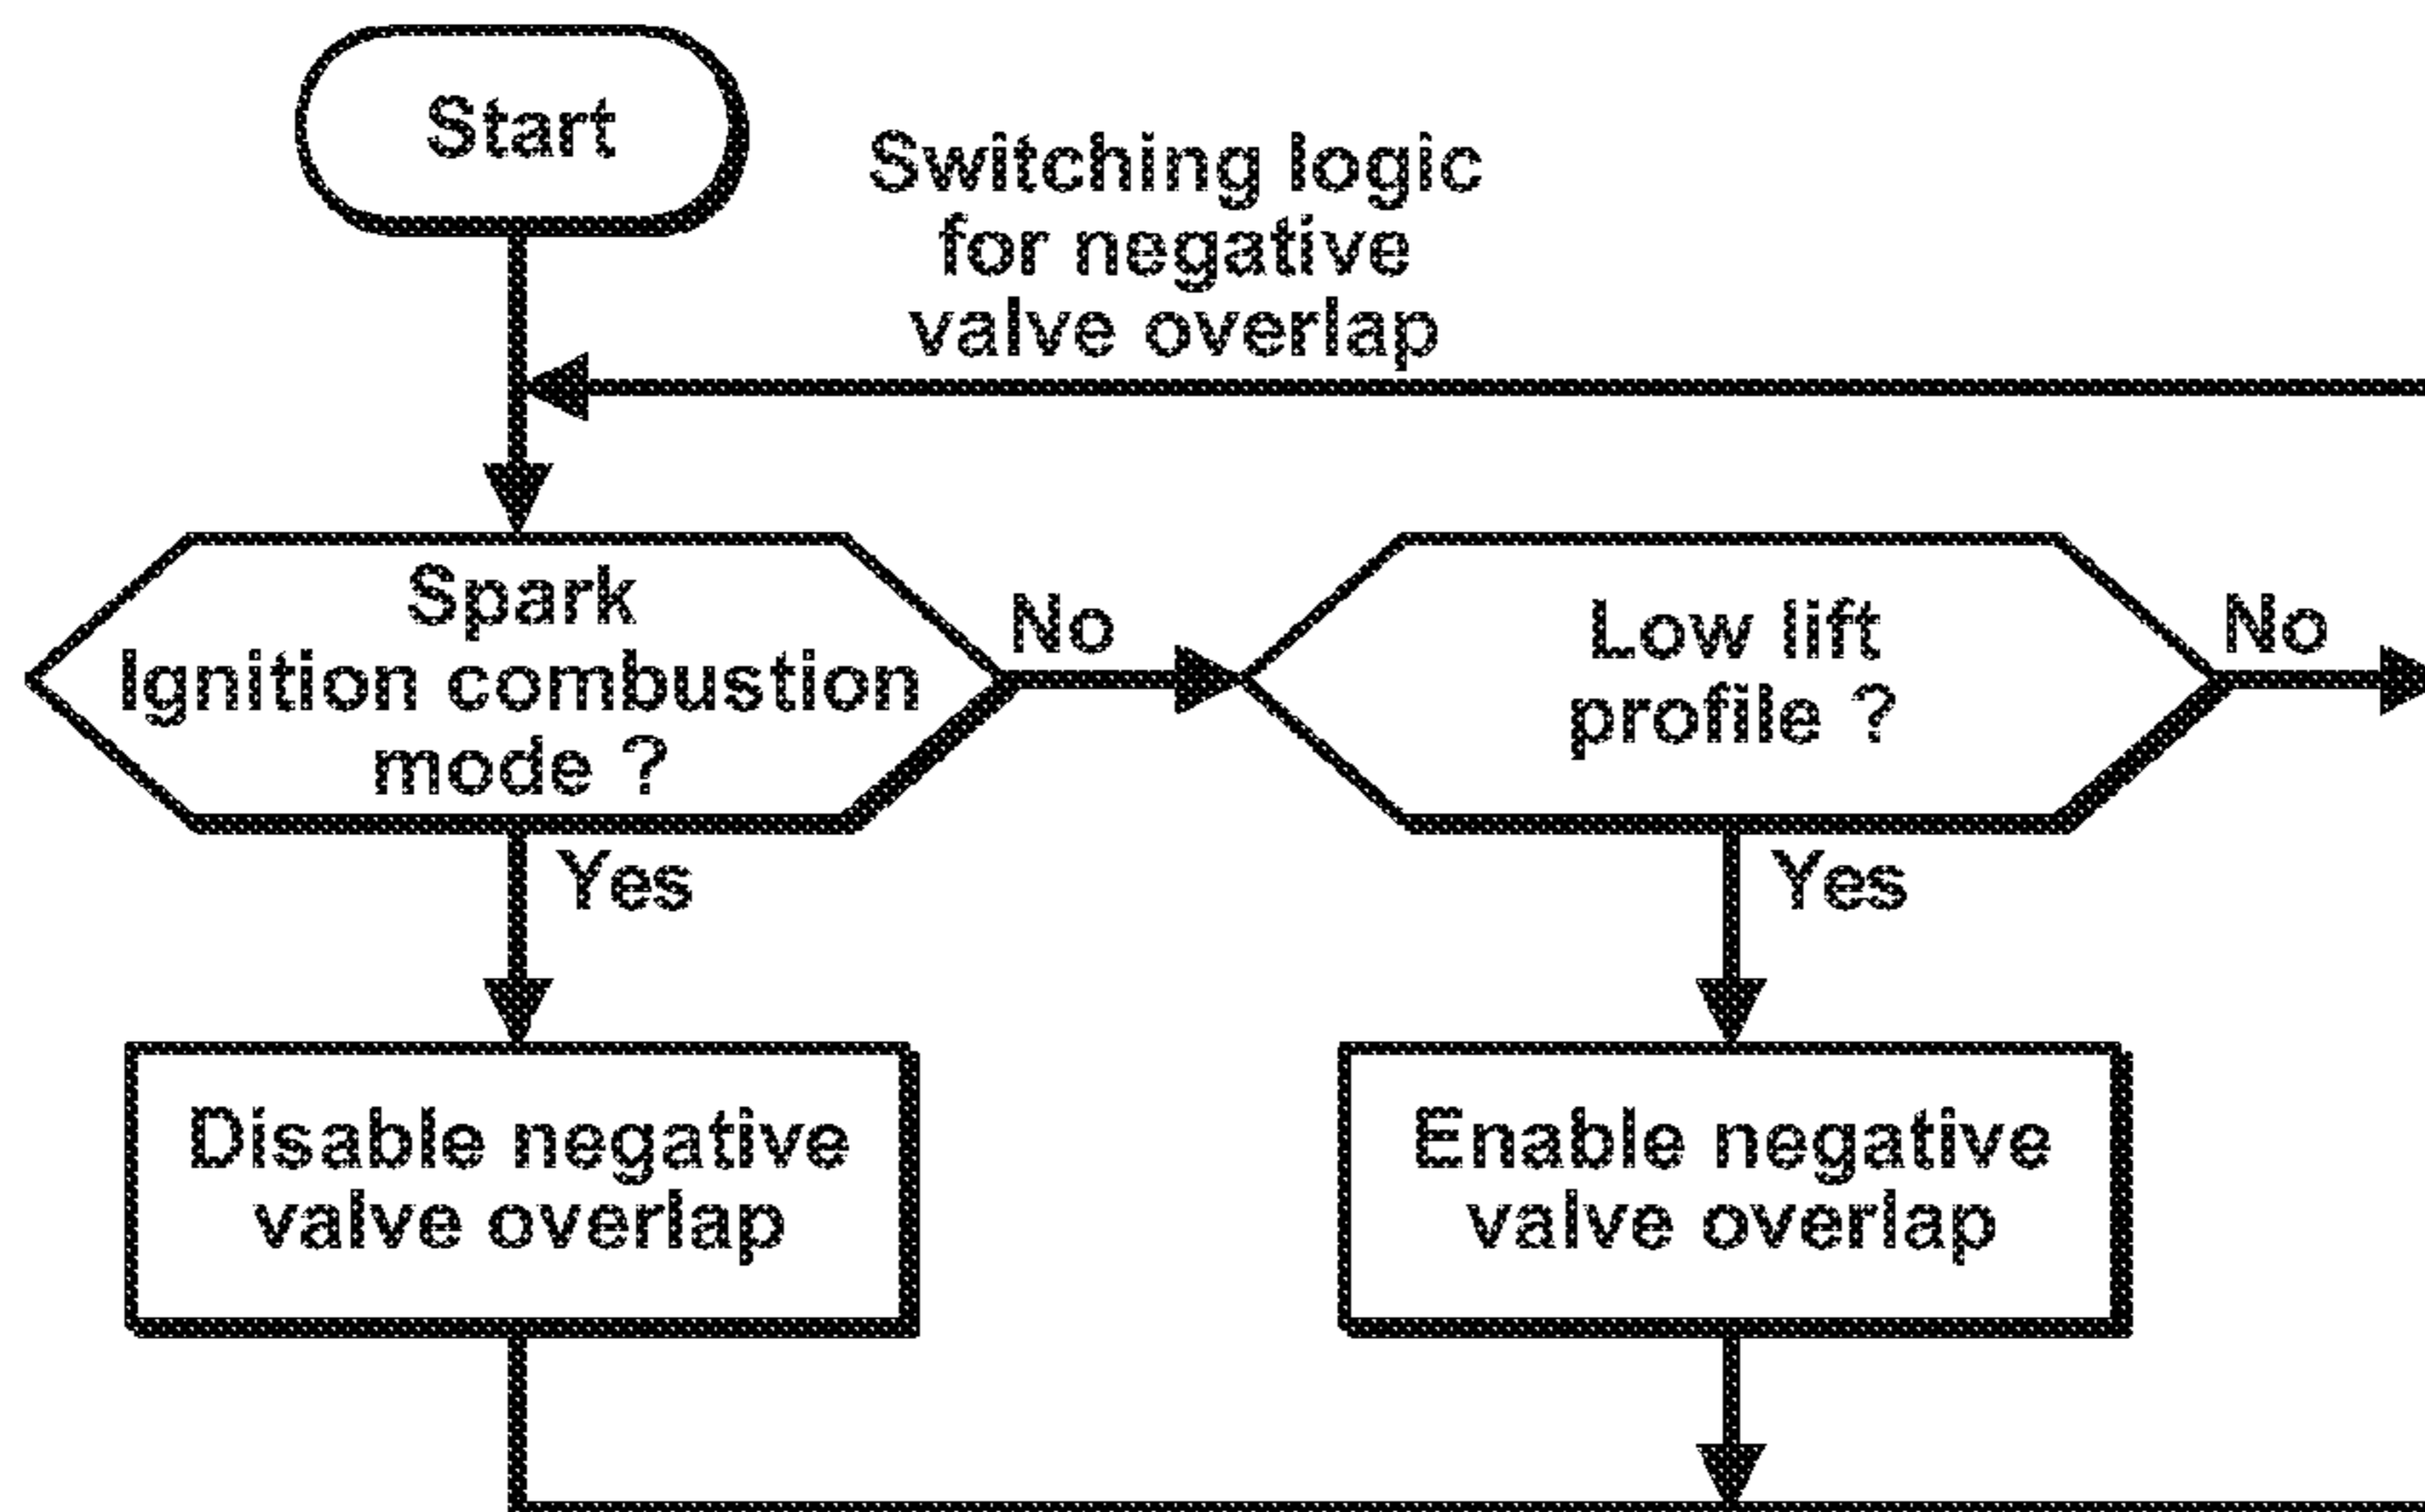 Start
Switching logic
for negative
valve overlap
Spark
Ignition combustion
mode ?
No
Low lift
profile ?
No
Yes
Yes
Disable negative
valve overlap
Enable negative
valve overlap